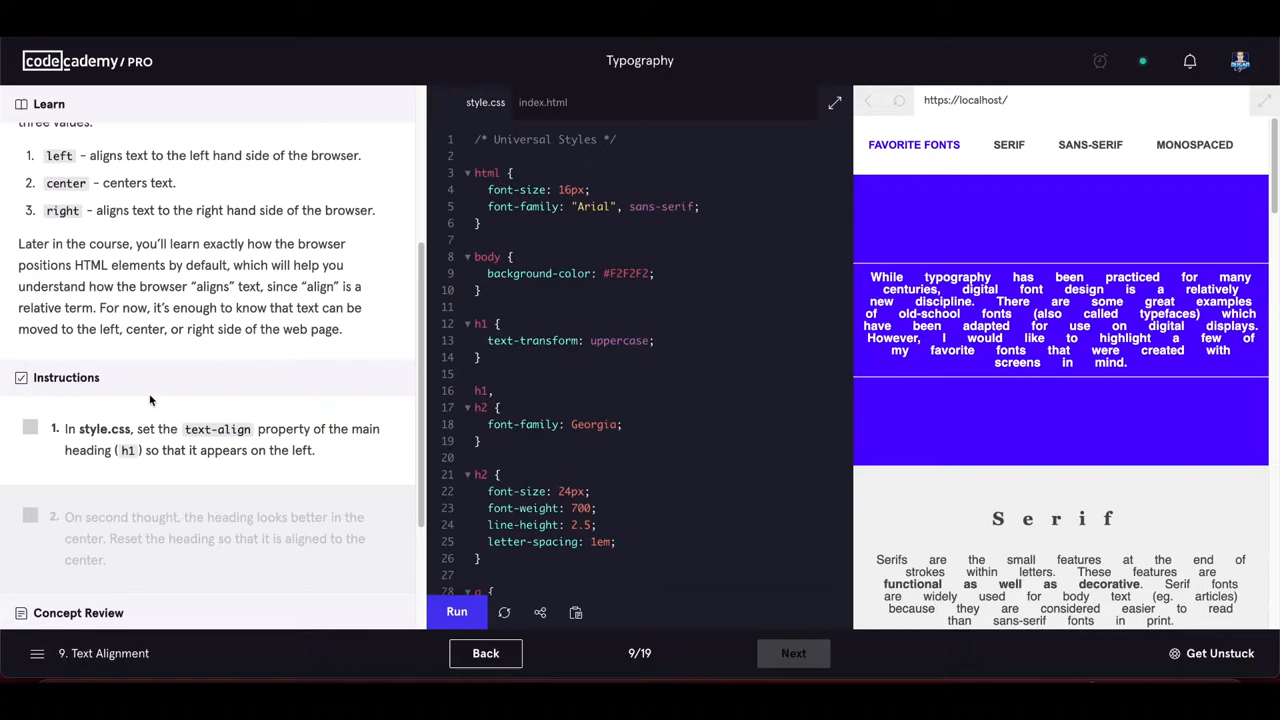 codecademy / PRO
Typography
Learn
three values.
1. left - aligns text to the left hand side of the browser.
2. center - centers text.
3. right - aligns text to the right hand side of the browser.
Later in the course, you’ll learn exactly how the browser
positions HTML elements by default, which will help you
understand how the browser “aligns” text, since “align” is a
relative term. For now, it’s enough to know that text can be
moved to the left, center, or right side of the web page.
Instructions
1. In style.css, set the text-align property of the main
heading (h1) so that it appears on the left.
2. On second thought, the heading looks better in the
center. Reset the heading so that it is aligned to the
center.
Concept Review
style.css index.html
1 /* Universal Styles */
2
3 html {
4 font-size: 16px;
5 font-family: "Arial", sans-serif;
6 }
7
8 body {
9 background-color: #F2F2F2;
10 }
11
12 h1 {
13 text-transform: uppercase;
14 }
15
16 h1,
17 h2 {
18 font-family: Georgia;
19 }
20
21 h2 {
22 font-size: 24px;
23 font-weight: 700;
24 line-height: 2.5;
25 letter-spacing: 1em;
26 }
27
28 a {
Run
https://localhost/
FAVORITE FONTS SERIF SANS-SERIF MONOSPACED
While typography has been practiced for many
centuries, digital font design is a relatively
new discipline. There are some great examples
of old-school fonts (also called typefaces) which
have been adapted for use on digital displays.
However, I would like to highlight a few of
my favorite fonts that were created with
screens in mind.
Serif
Serifs are the small features at the end of
strokes within letters. These features are
functional as well as decorative. Serif fonts
are widely used for body text (eg. articles)
because they are considered easier to read
than sans-serif fonts in print.
9. Text Alignment
Back
9/19
Next
Get Unstuck